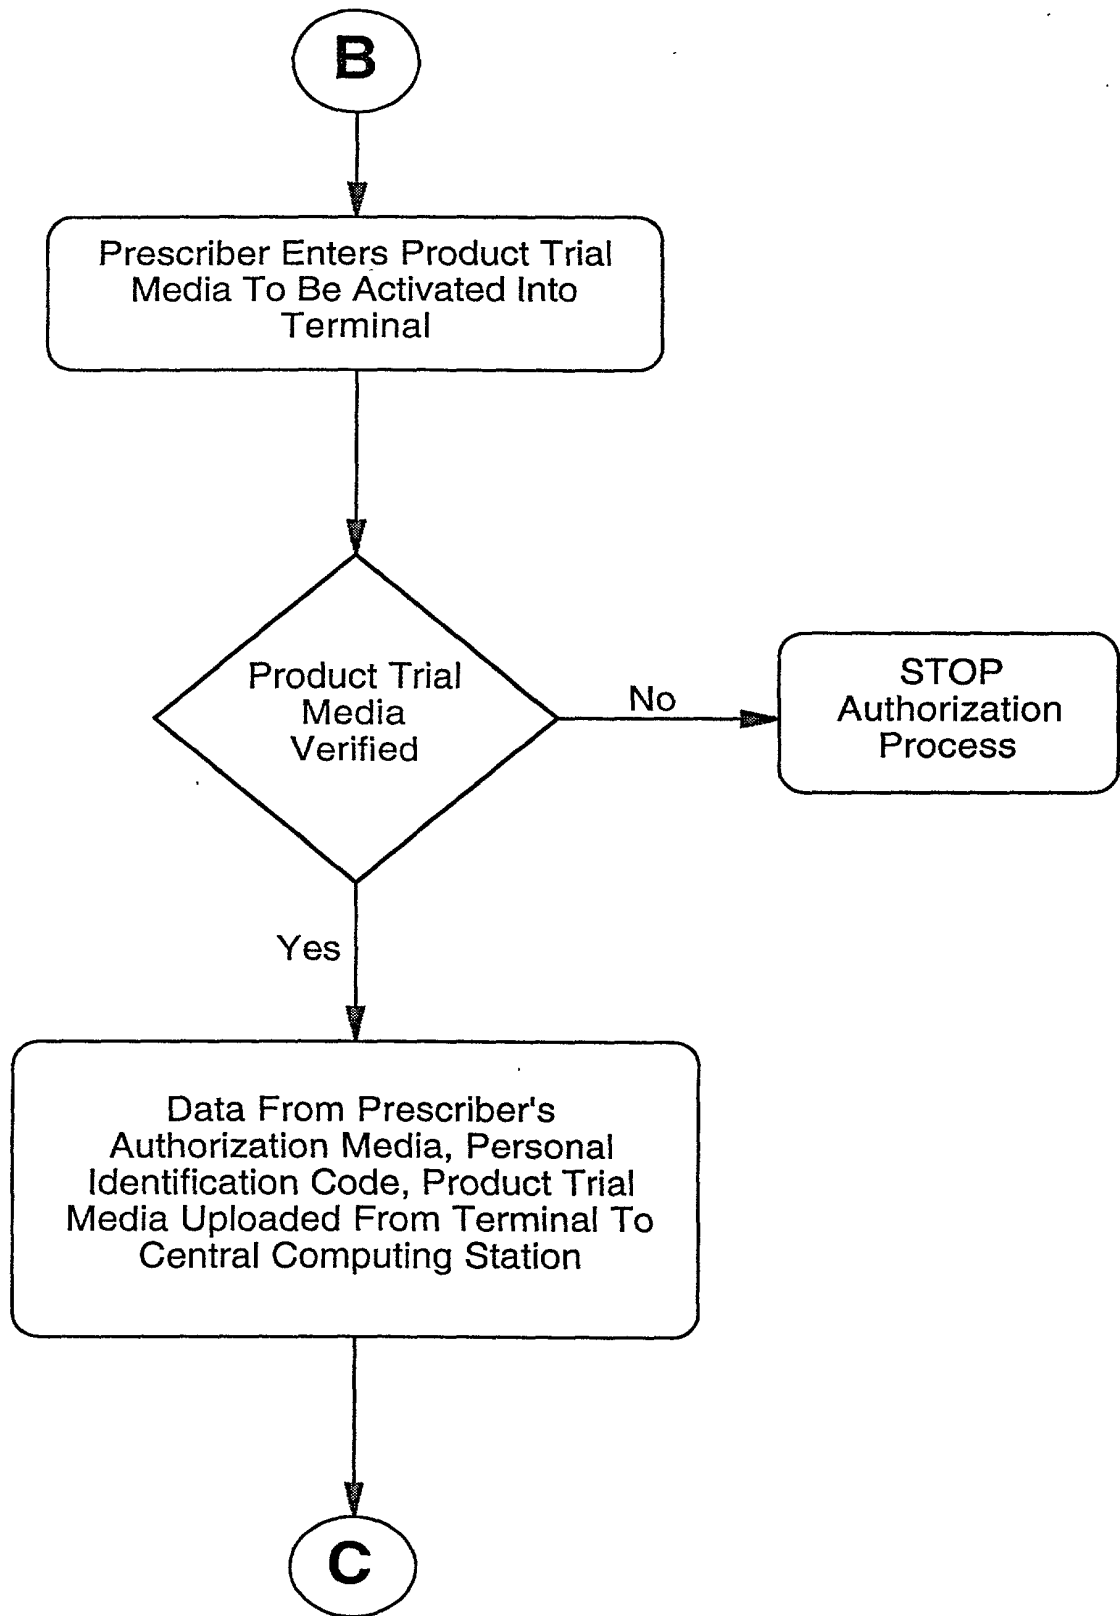 B
Prescriber Enters Product Trial
Media To Be Activated Into
Terminal
Product Trial
Media
Verified
No
STOP
Authorization
Process
Yes
Data From Prescriber's
Authorization Media, Personal
Identification Code, Product Trial
Media Uploaded From Terminal To
Central Computing Station
C